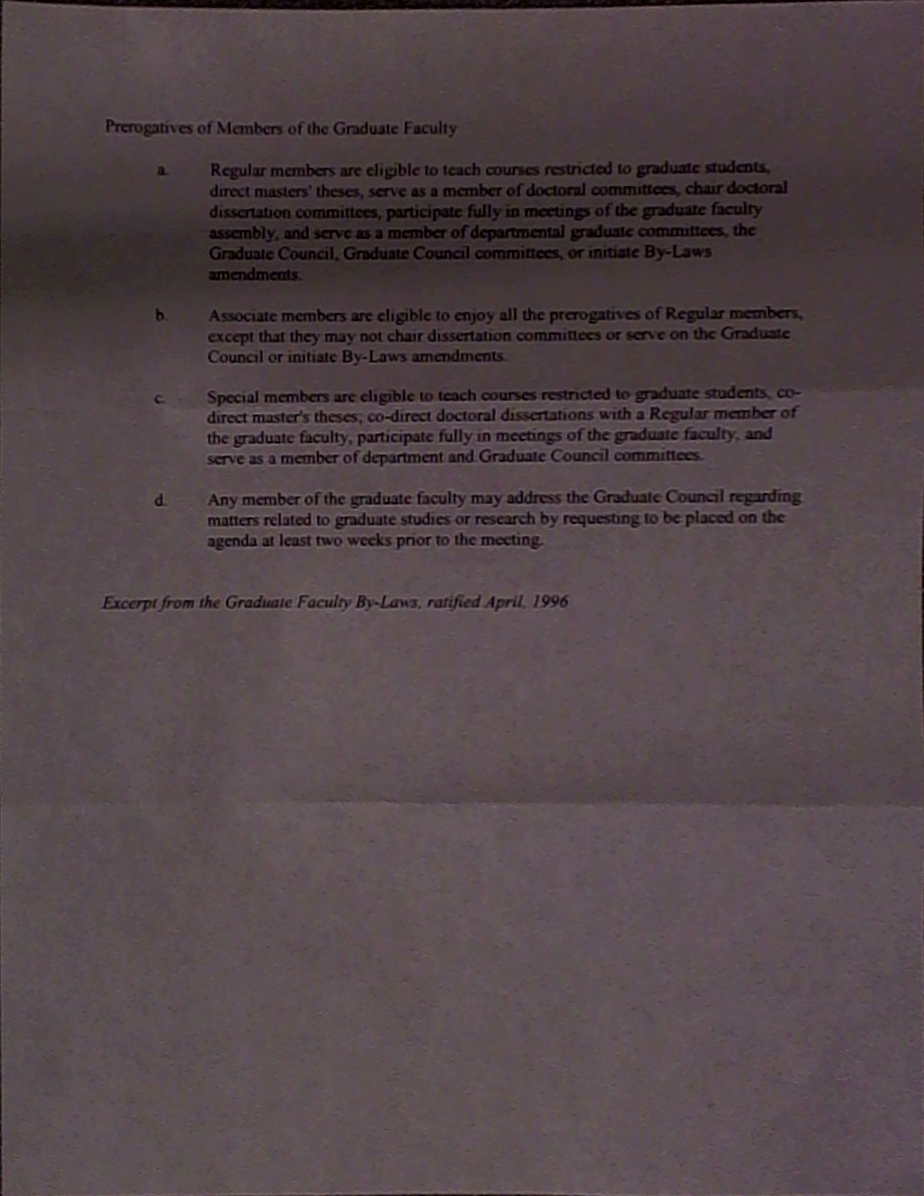 Prerogatives of Members of the Graduate Faculty
a. Regular members are eligible to teach courses restricted to graduate students,
direct masters' theses, serve as a member of doctoral committees, chair doctoral
dissertation committees, participate fully in meetings of the graduate faculty
assembly, and serve as a member of departmental graduate committees, the
Graduate Council, Graduate Council committees, or initiate By-Laws
amendments.
b. Associate members are eligible to enjoy all the prerogatives of Regular members,
except that they may not chair dissertation committees or serve on the Graduate
Council or initiate By-Laws amendments.
c. Special members are eligible to teach courses restricted to graduate students, co-
direct master's theses; co-direct doctoral dissertations with a Regular member of
the graduate faculty, participate fully in meetings of the graduate faculty, and
serve as a member of department and Graduate Council committees.
d. Any member of the graduate faculty may address the Graduate Council regarding
matters related to graduate studies or research by requesting to be placed on the
agenda at least two weeks prior to the meeting.
Excerpt from the Graduate Faculty By-Laws, ratified April, 1996